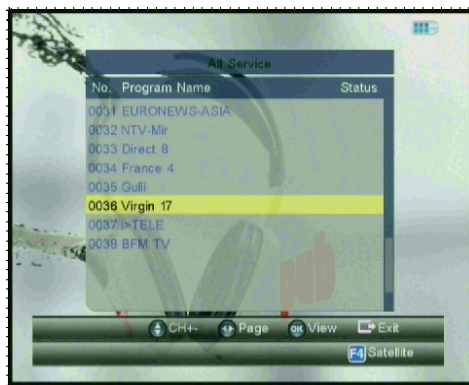 All Service
No. Program Name Status
0031 EURONEWS-ASIA
0032 NTV-Mir
0033 Direct 8
0034 France 4
0035 Gulli
0036 Virgin 17
0037 i>TELE
0038 BFM TV
pub
CH+- Page OK View Exit
F4 Satellite